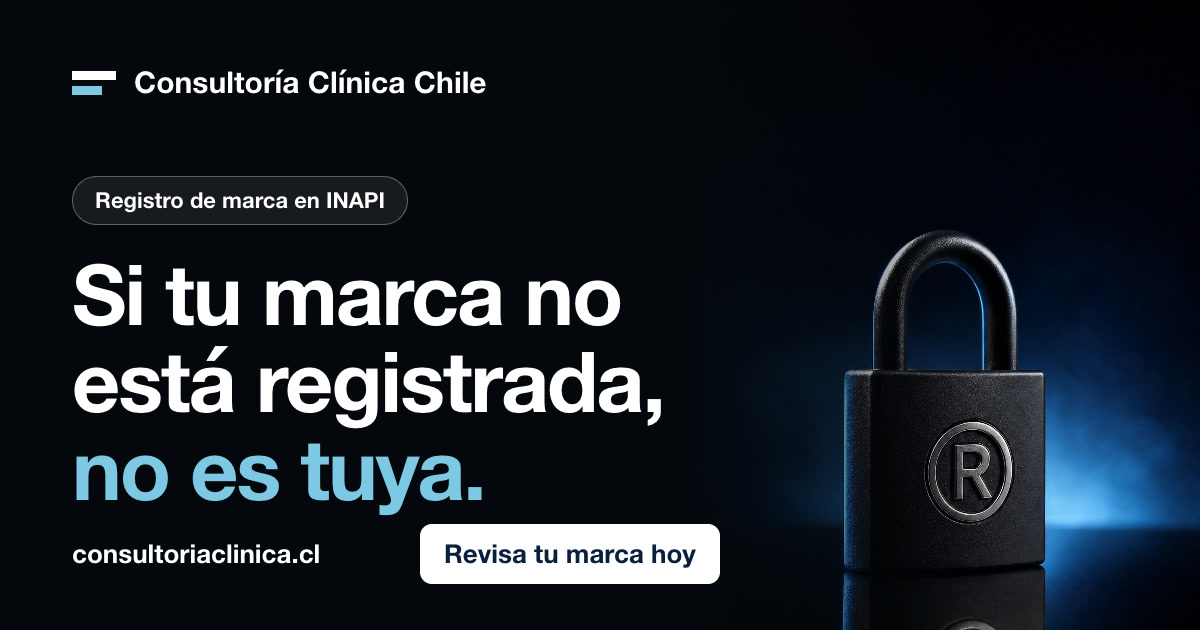 Consultoría Clínica Chile
Registro de marca en INAPI
Si tu marca no
está registrada,
no es tuya.
consultoriaclinica.cl
Revisa tu marca hoy
®